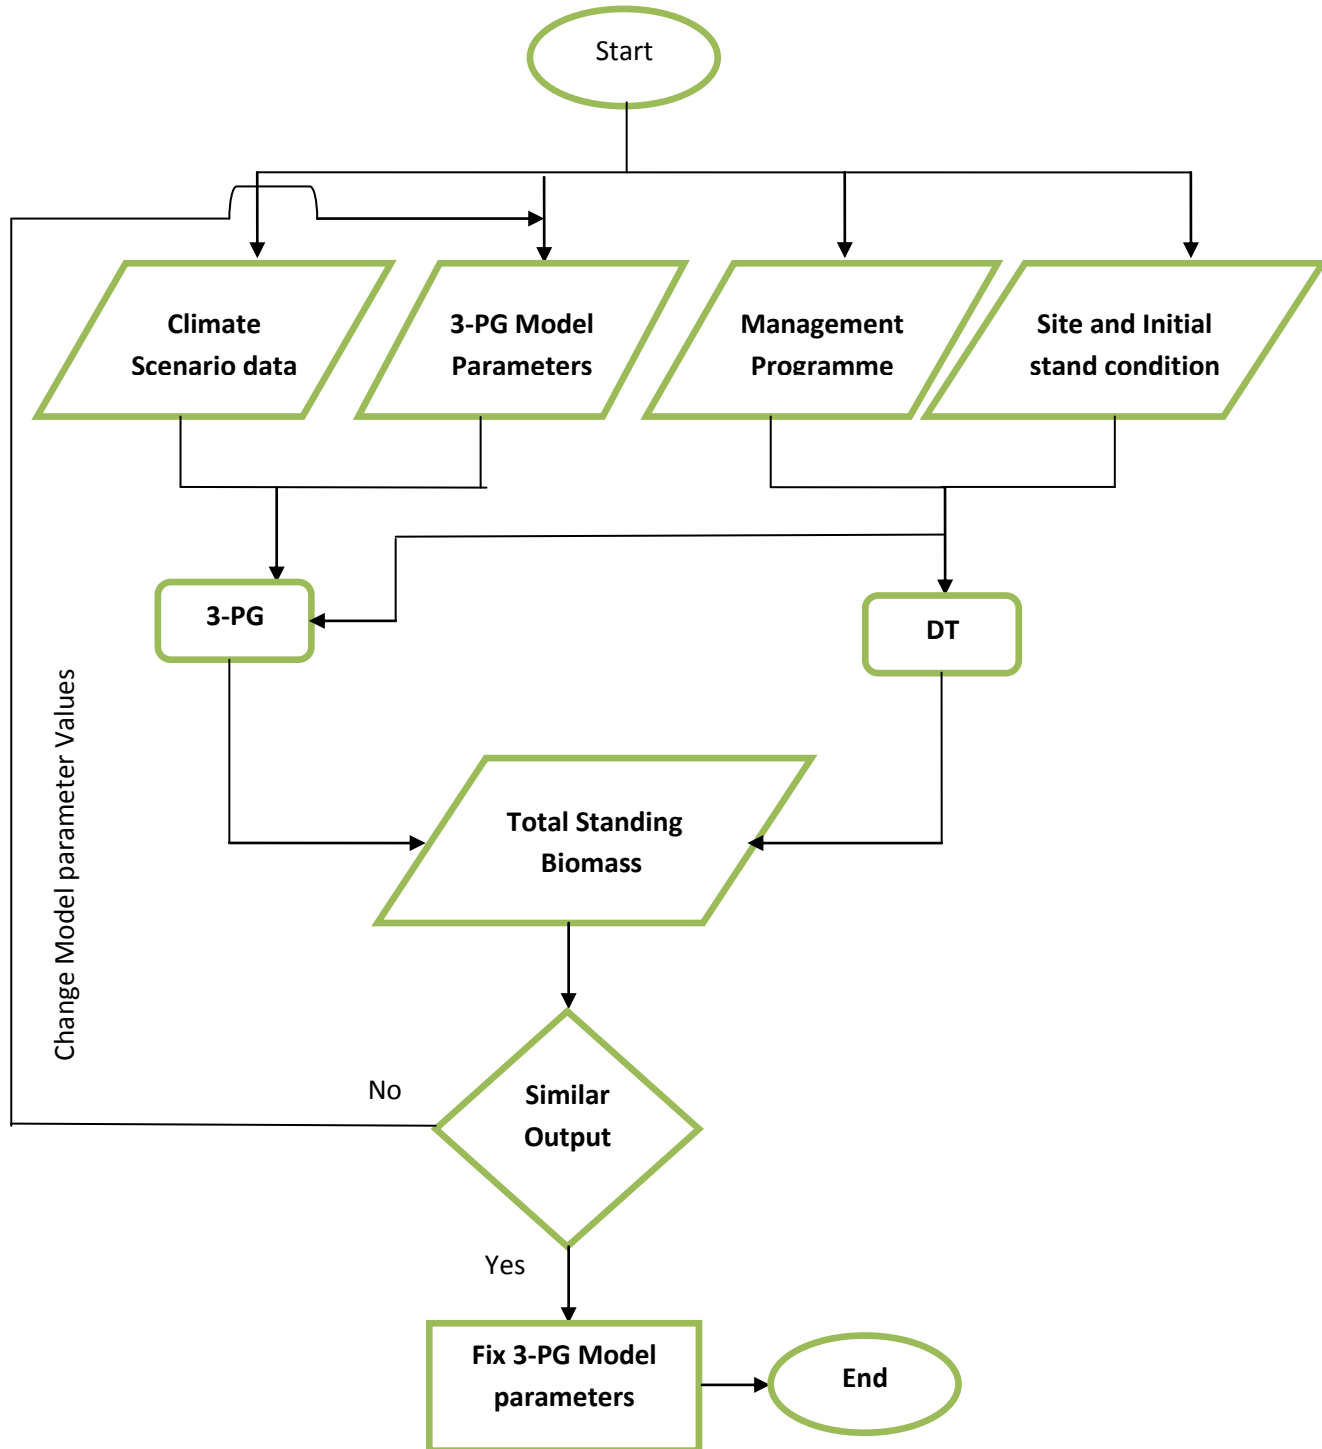 Start
Climate
Scenario data
3-PG Model
Parameters
Management
Programme
Site and Initial
stand condition
3-PG
DT
Change Model parameter Values
Total Standing
Biomass
No
Similar
Output
Yes
Fix 3-PG Model
parameters
End